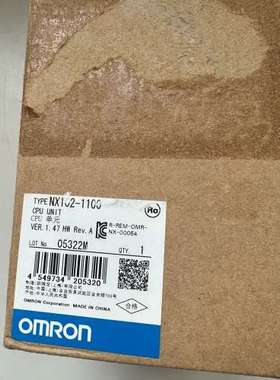 TYPE NX102-1100
CPU UNIT
CPU 单元
VER. 1.47 HW Rev. A
R-REM-OMR-
NX-00064
LOT No. 05322M
QTY 1
4 549734 205320
合格
OMRON Corporation MADE IN CHINA
OMRON